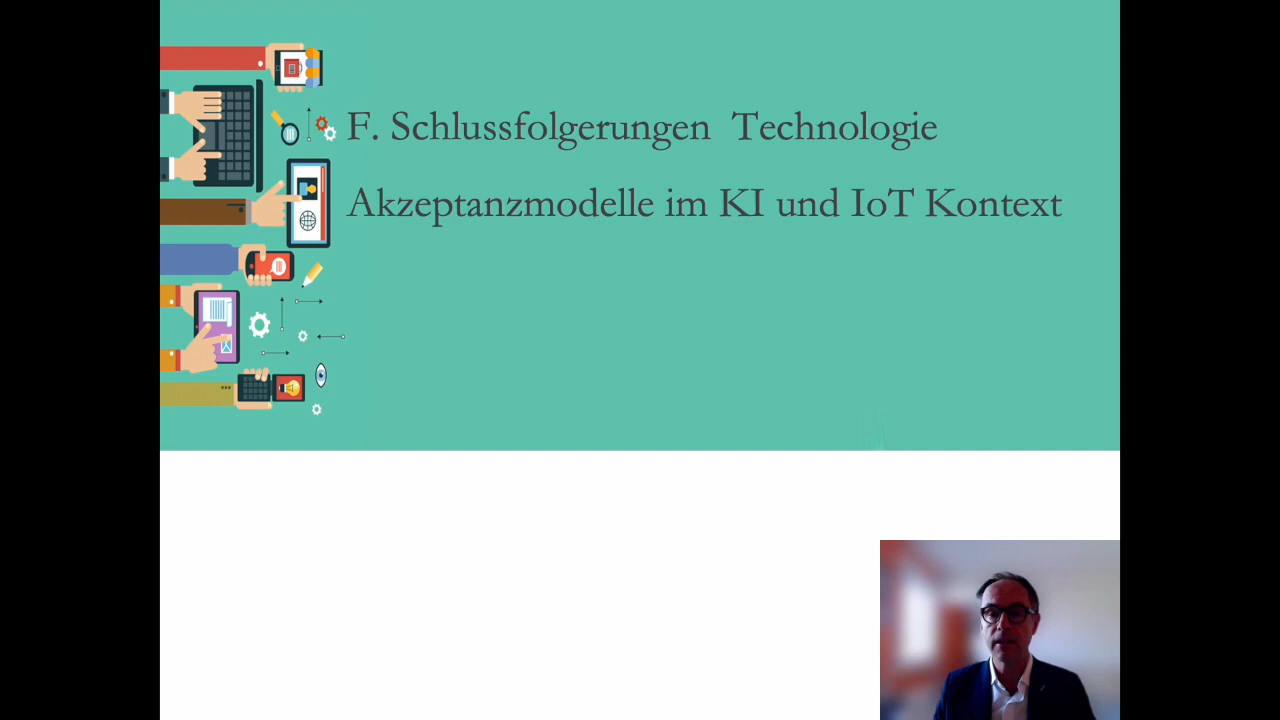 F. Schlussfolgerungen Technologie
Akzeptanzmodelle im KI und IoT Kontext